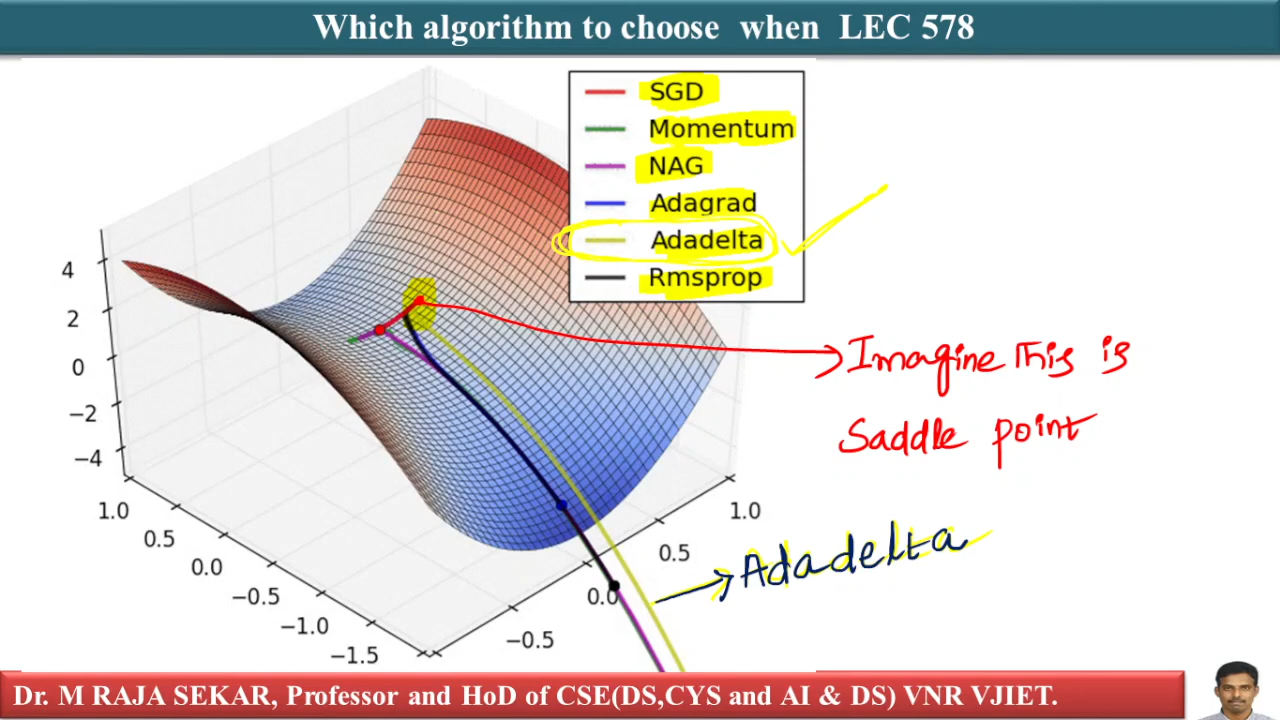 Which algorithm to choose when LEC 578
SGD
Momentum
NAG
Adagrad
Adadelta
Rmsprop
4
2
0
−2
−4
1.0
0.5
0.0
−0.5
−1.0
−1.5
−0.5
0.0
0.5
1.0
Imagine This is
Saddle point
Adadelta
Dr. M RAJA SEKAR, Professor and HoD of CSE(DS,CYS and AI & DS) VNR VJIET.